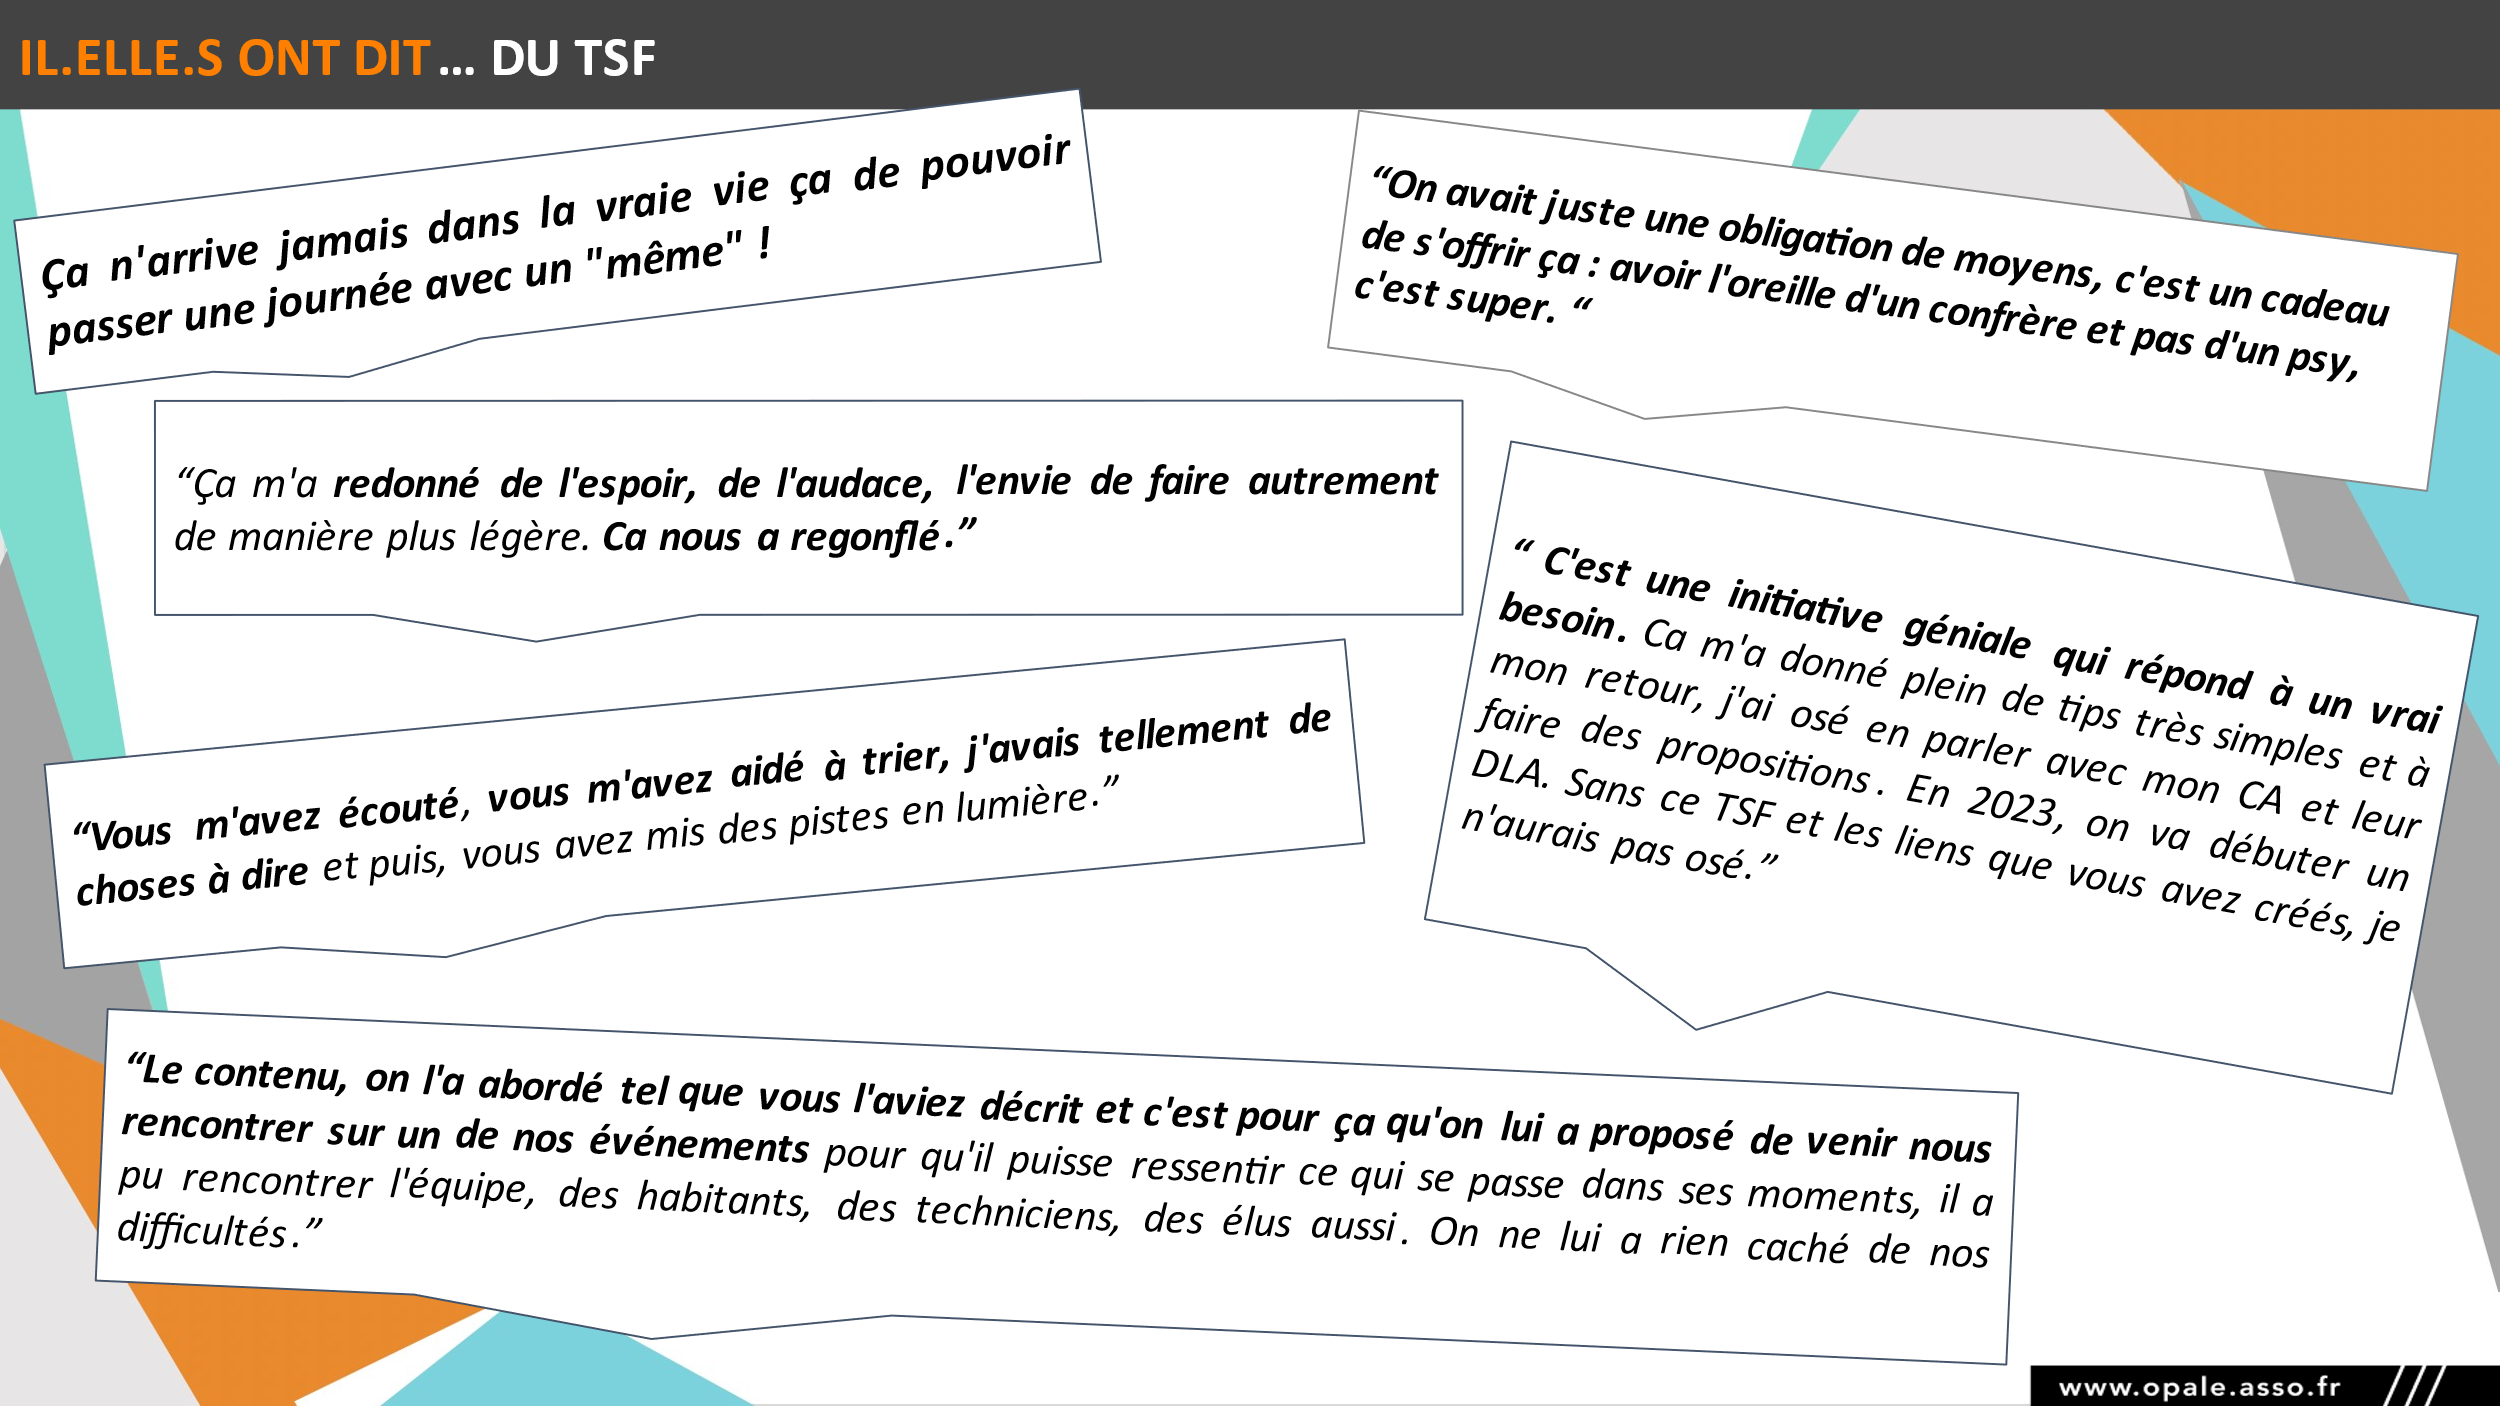 IL.ELLE.S ONT DIT... DU TSF
Ça n'arrive jamais dans la vraie vie ça de pouvoir
passer une journée avec un "même" !
“On avait juste une obligation de moyens, c'est un cadeau
de s'offrir ça : avoir l'oreille d'un confrère et pas d'un psy,
c'est super. “
“Ça m'a redonné de l'espoir, de l'audace, l'envie de faire autrement
de manière plus légère. Ca nous a regonflé.”
“ C'est une initiative géniale qui répond à un vrai
besoin. Ca m'a donné plein de tips très simples et à
mon retour, j'ai osé en parler avec mon CA et leur
faire des propositions. En 2023, on va débuter un
DLA. Sans ce TSF et les liens que vous avez créés, je
n'aurais pas osé.”
“Vous m'avez écouté, vous m'avez aidé à trier, j'avais tellement de
choses à dire et puis, vous avez mis des pistes en lumière.”
“Le contenu, on l'a abordé tel que vous l'aviez décrit et c'est pour ça qu'on lui a proposé de venir nous
rencontrer sur un de nos événements pour qu'il puisse ressentir ce qui se passe dans ses moments, il a
pu rencontrer l'équipe, des habitants, des techniciens, des élus aussi. On ne lui a rien caché de nos
difficultés.”
www.opale.asso.fr